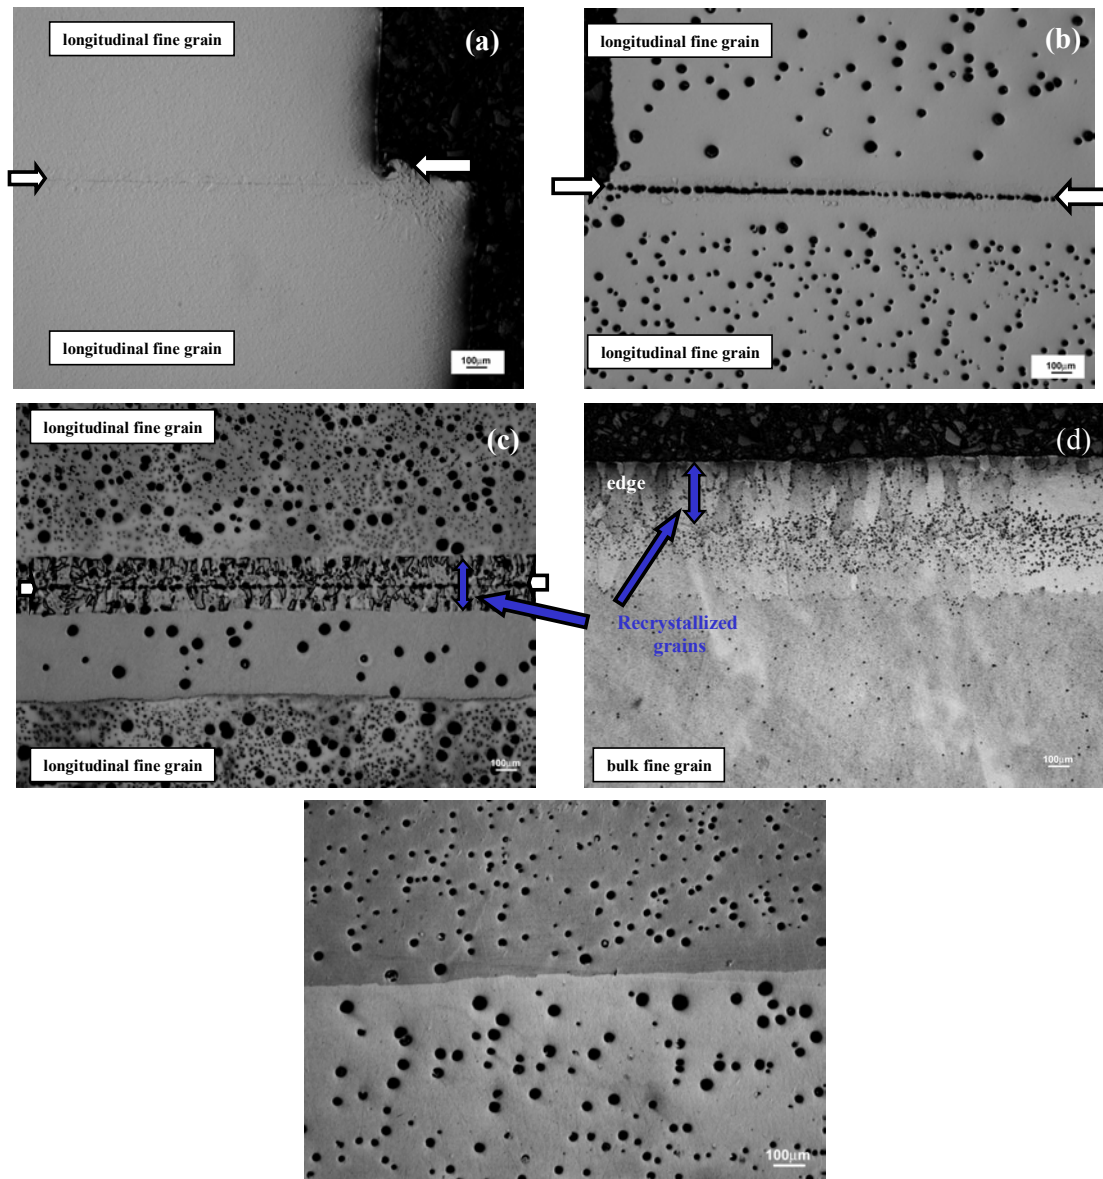 longitudinal fine grain
(a)
longitudinal fine grain
100µm
longitudinal fine grain
(b)
longitudinal fine grain
100µm
longitudinal fine grain
(c)
longitudinal fine grain
100µm
(d)
edge
Recrystallized
grains
bulk fine grain
100µm
100µm